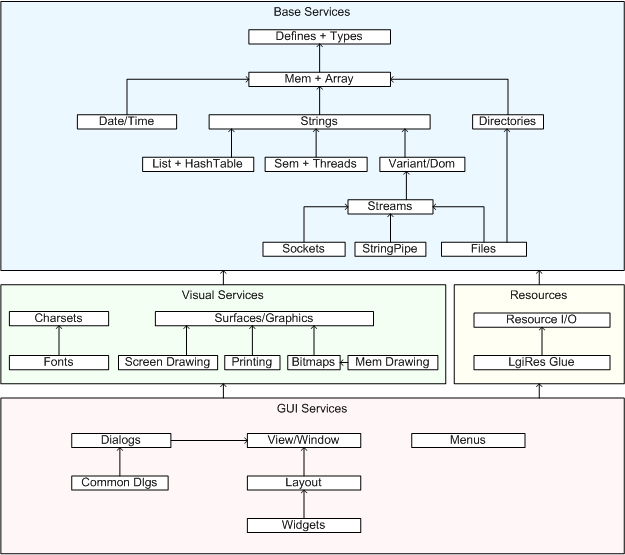 Base Services
Defines + Types
Mem + Array
Date/Time
Strings
Directories
List + HashTable
Sem + Threads
Variant/Dom
Streams
Sockets
StringPipe
Files
Visual Services
Charsets
Surfaces/Graphics
Fonts
Screen Drawing
Printing
Bitmaps
Mem Drawing
Resources
Resource I/O
LgiRes Glue
GUI Services
Dialogs
View/Window
Menus
Common Dlgs
Layout
Widgets